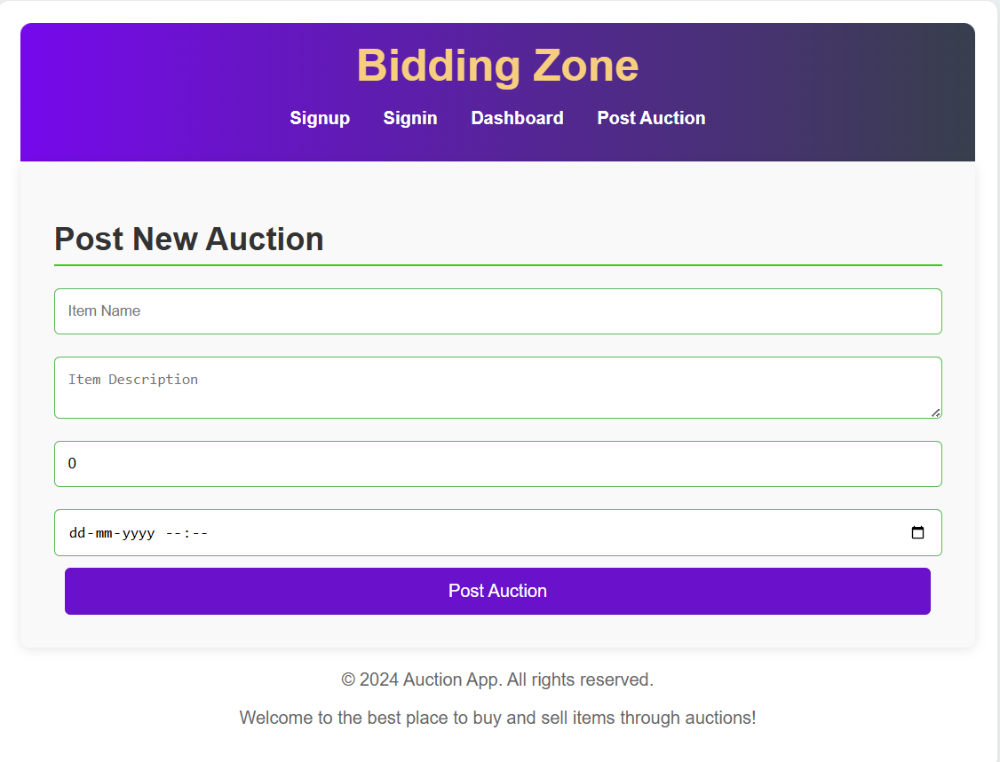 Bidding Zone
Signup Signin Dashboard Post Auction
Post New Auction
Item Name
Item Description
0
dd-mm-yyyy --:--
Post Auction
© 2024 Auction App. All rights reserved.
Welcome to the best place to buy and sell items through auctions!